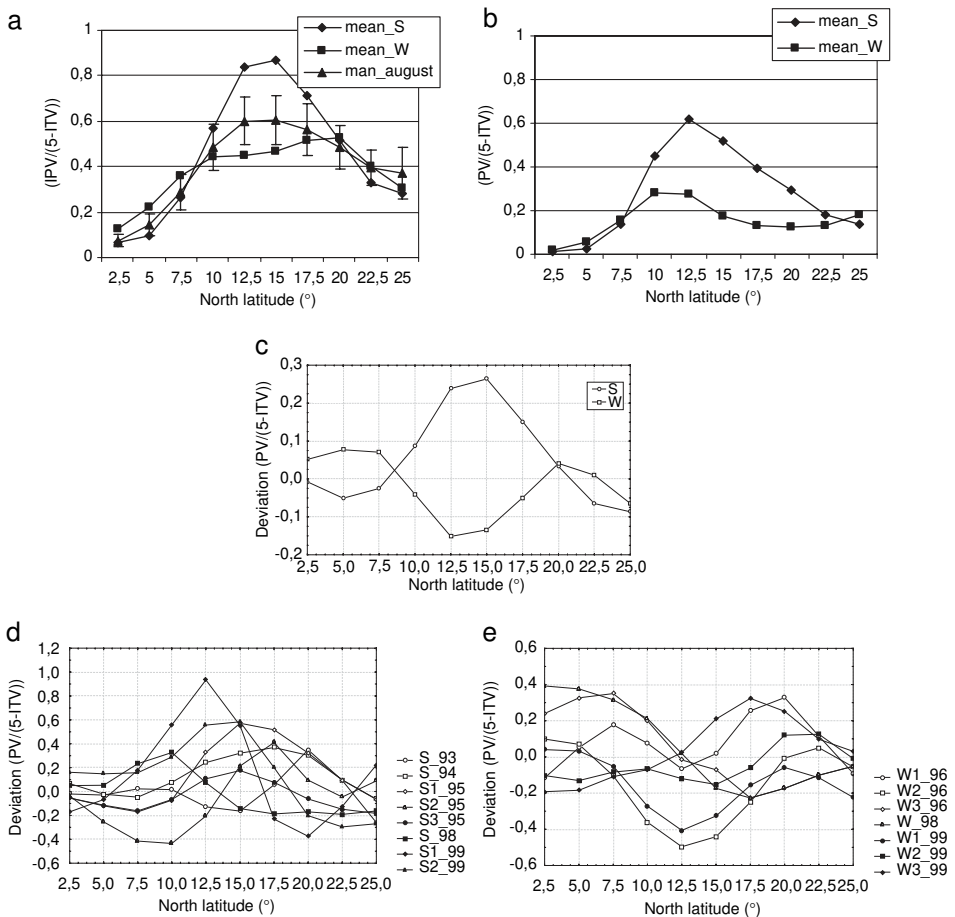 a
mean_S
mean_W
man_august
(IPV/(5-ITV))
1
0,8
0,6
0,4
0,2
0
2,5 5 7,5 10 12,5 15 17,5 20 22,5 25
North latitude (°)
b
mean_S
mean_W
(PV/(5-ITV))
1
0,8
0,6
0,4
0,2
0
2,5 5 7,5 10 12,5 15 17,5 20 22,5 25
North latitude (°)
c
S
W
Deviation (PV/(5-ITV))
0,3
0,2
0,1
0,0
-0,1
-0,2
2,5 5,0 7,5 10,0 12,5 15,0 17,5 20,0 22,5 25,0
North latitude (°)
d
Deviation (PV/(5-ITV))
1,2
1,0
0,8
0,6
0,4
0,2
0,0
-0,2
-0,4
-0,6
2,5 5,0 7,5 10,0 12,5 15,0 17,5 20,0 22,5 25,0
North latitude (°)
S_93
S_94
S1_95
S2_95
S3_95
S_98
S1_99
S2_99
e
Deviation (PV/(5-ITV))
0,6
0,4
0,2
0,0
-0,2
-0,4
-0,6
2,5 5,0 7,5 10,0 12,5 15,0 17,5 20,0 22,5 25,0
North latitude (°)
W1_96
W2_96
W3_96
W_98
W1_99
W2_99
W3_99